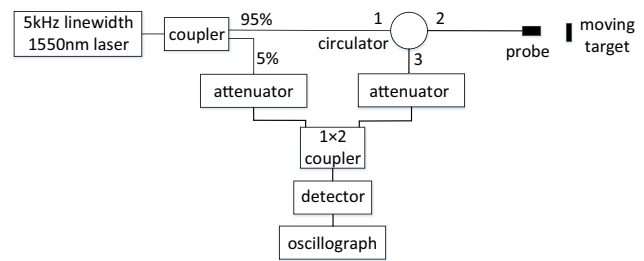 5kHz linewidth
1550nm laser
coupler
95%
5%
1
2
3
circulator
probe
moving
target
attenuator
attenuator
1×2
coupler
detector
oscillograph